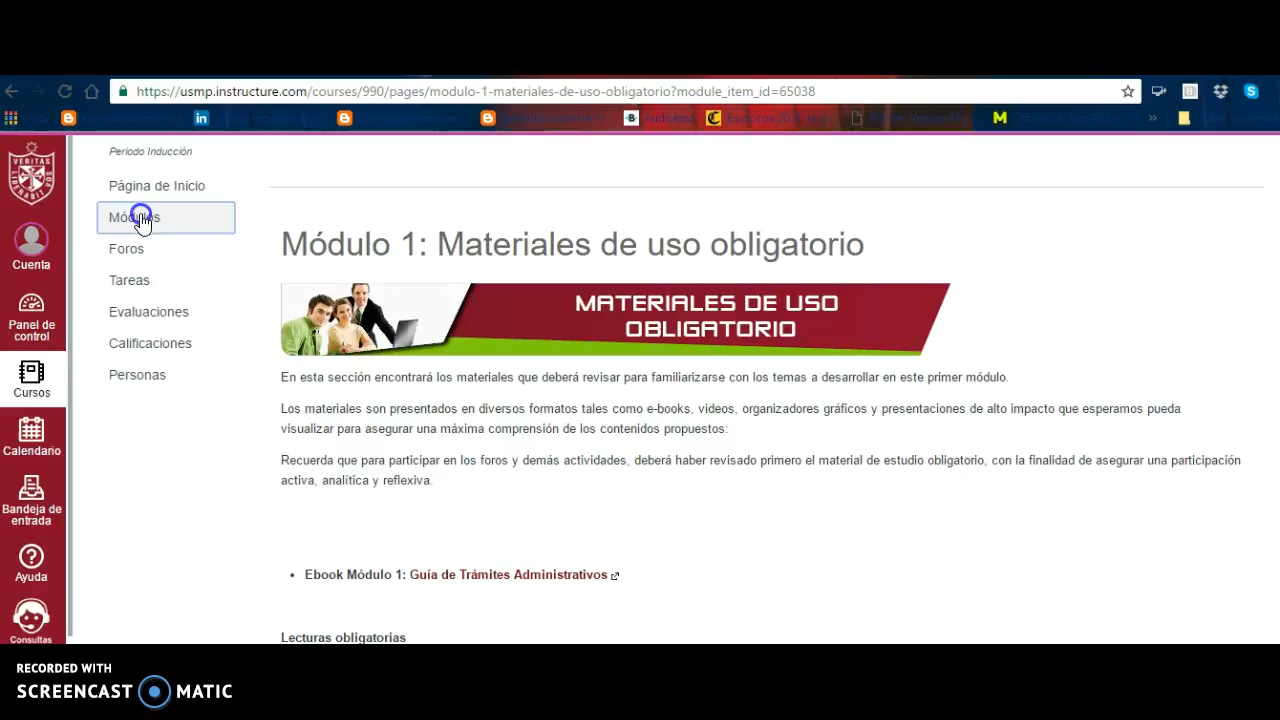 https://usmp.instructure.com/courses/990/pages/modulo-1-materiales-de-uso-obligatorio?module_item_id=65038
VERITAS
LIBERABIT VOS
Cuenta
Panel de
control
Cursos
Calendario
Bandeja de
entrada
Ayuda
Consultas
Periodo Inducción
Página de Inicio
Módulos
Foros
Tareas
Evaluaciones
Calificaciones
Personas
Módulo 1: Materiales de uso obligatorio
MATERIALES DE USO
OBLIGATORIO
En esta sección encontrará los materiales que deberá revisar para familiarizarse con los temas a desarrollar en este primer módulo.
Los materiales son presentados en diversos formatos tales como e-books, videos, organizadores gráficos y presentaciones de alto impacto que esperamos pueda
visualizar para asegurar una máxima comprensión de los contenidos propuestos:
Recuerda que para participar en los foros y demás actividades, deberá haber revisado primero el material de estudio obligatorio, con la finalidad de asegurar una participación
activa, analítica y reflexiva.
• Ebook Módulo 1: Guía de Trámites Administrativos
Lecturas obligatorias
RECORDED WITH
SCREENCAST MATIC